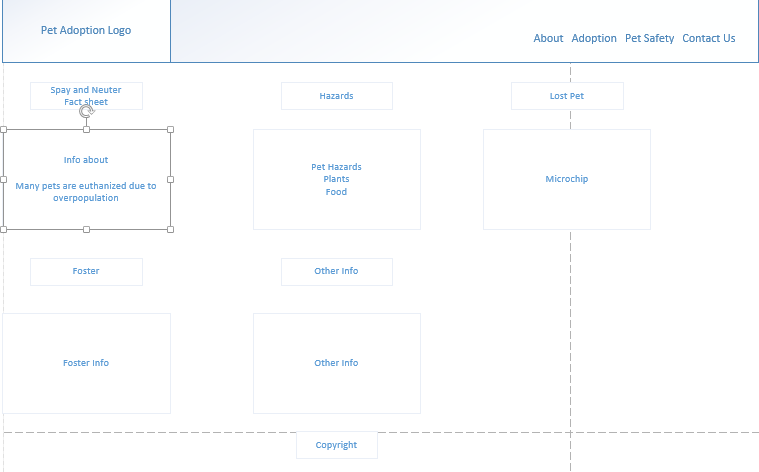 Pet Adoption Logo
About Adoption Pet Safety Contact Us
Spay and Neuter
Fact sheet
Hazards
Lost Pet
Info about
Many pets are euthanized due to
overpopulation
Pet Hazards
Plants
Food
Microchip
Foster
Other Info
Foster Info
Other Info
Copyright